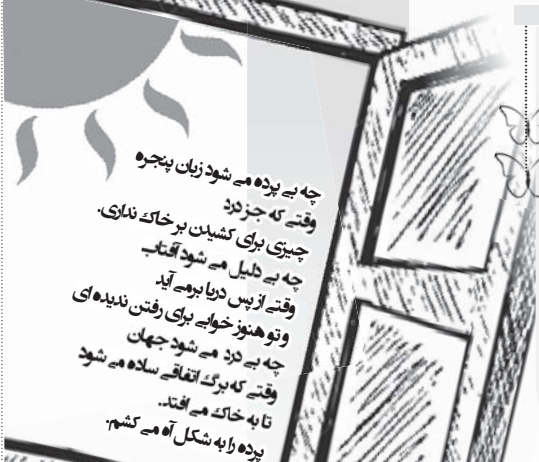 چه بی پرده می شود زبان پنجره
وقتی که جز درد
چیزی برای کشیدن بر خاک نداری.
چه بی دلیل می شود آفتاب
وقتی از پس دریا برمی آید
و تو هنوز خوابی برای رفتن ندیده ای
چه بی درد می شود جهان
وقتی که برگ اتفاقی ساده می شود
تا به خاک می افتد.
پرده را به شکل آه می کشم.